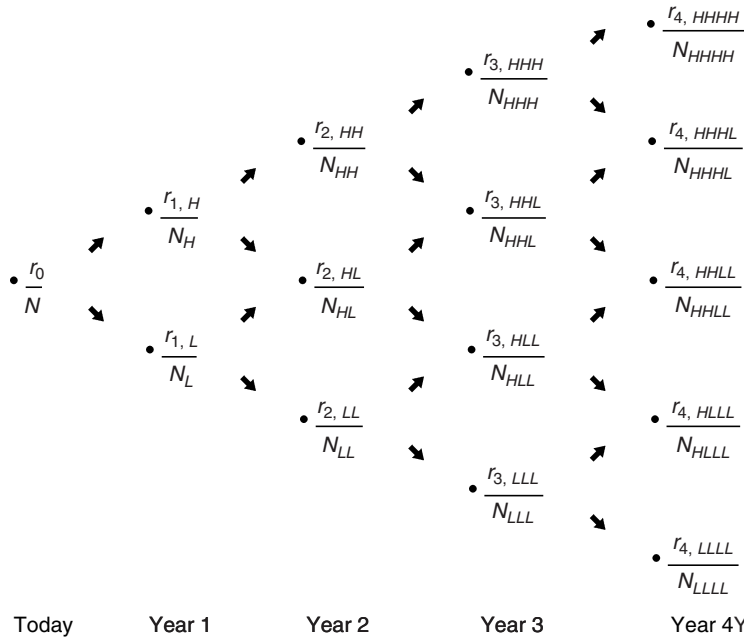 r4, HHHH
NHHHH
r3, HHH
NHHH
r2, HH
NHH
r4, HHHL
NHHHL
r1, H
NH
r3, HHL
NHHL
r0
N
r2, HL
NHL
r4, HHLL
NHHLL
r1, L
NL
r3, HLL
NHLL
r2, LL
NLL
r4, HLLL
NHLLL
r3, LLL
NLLL
r4, LLLL
NLLLL
Today Year 1 Year 2 Year 3 Year 4Y